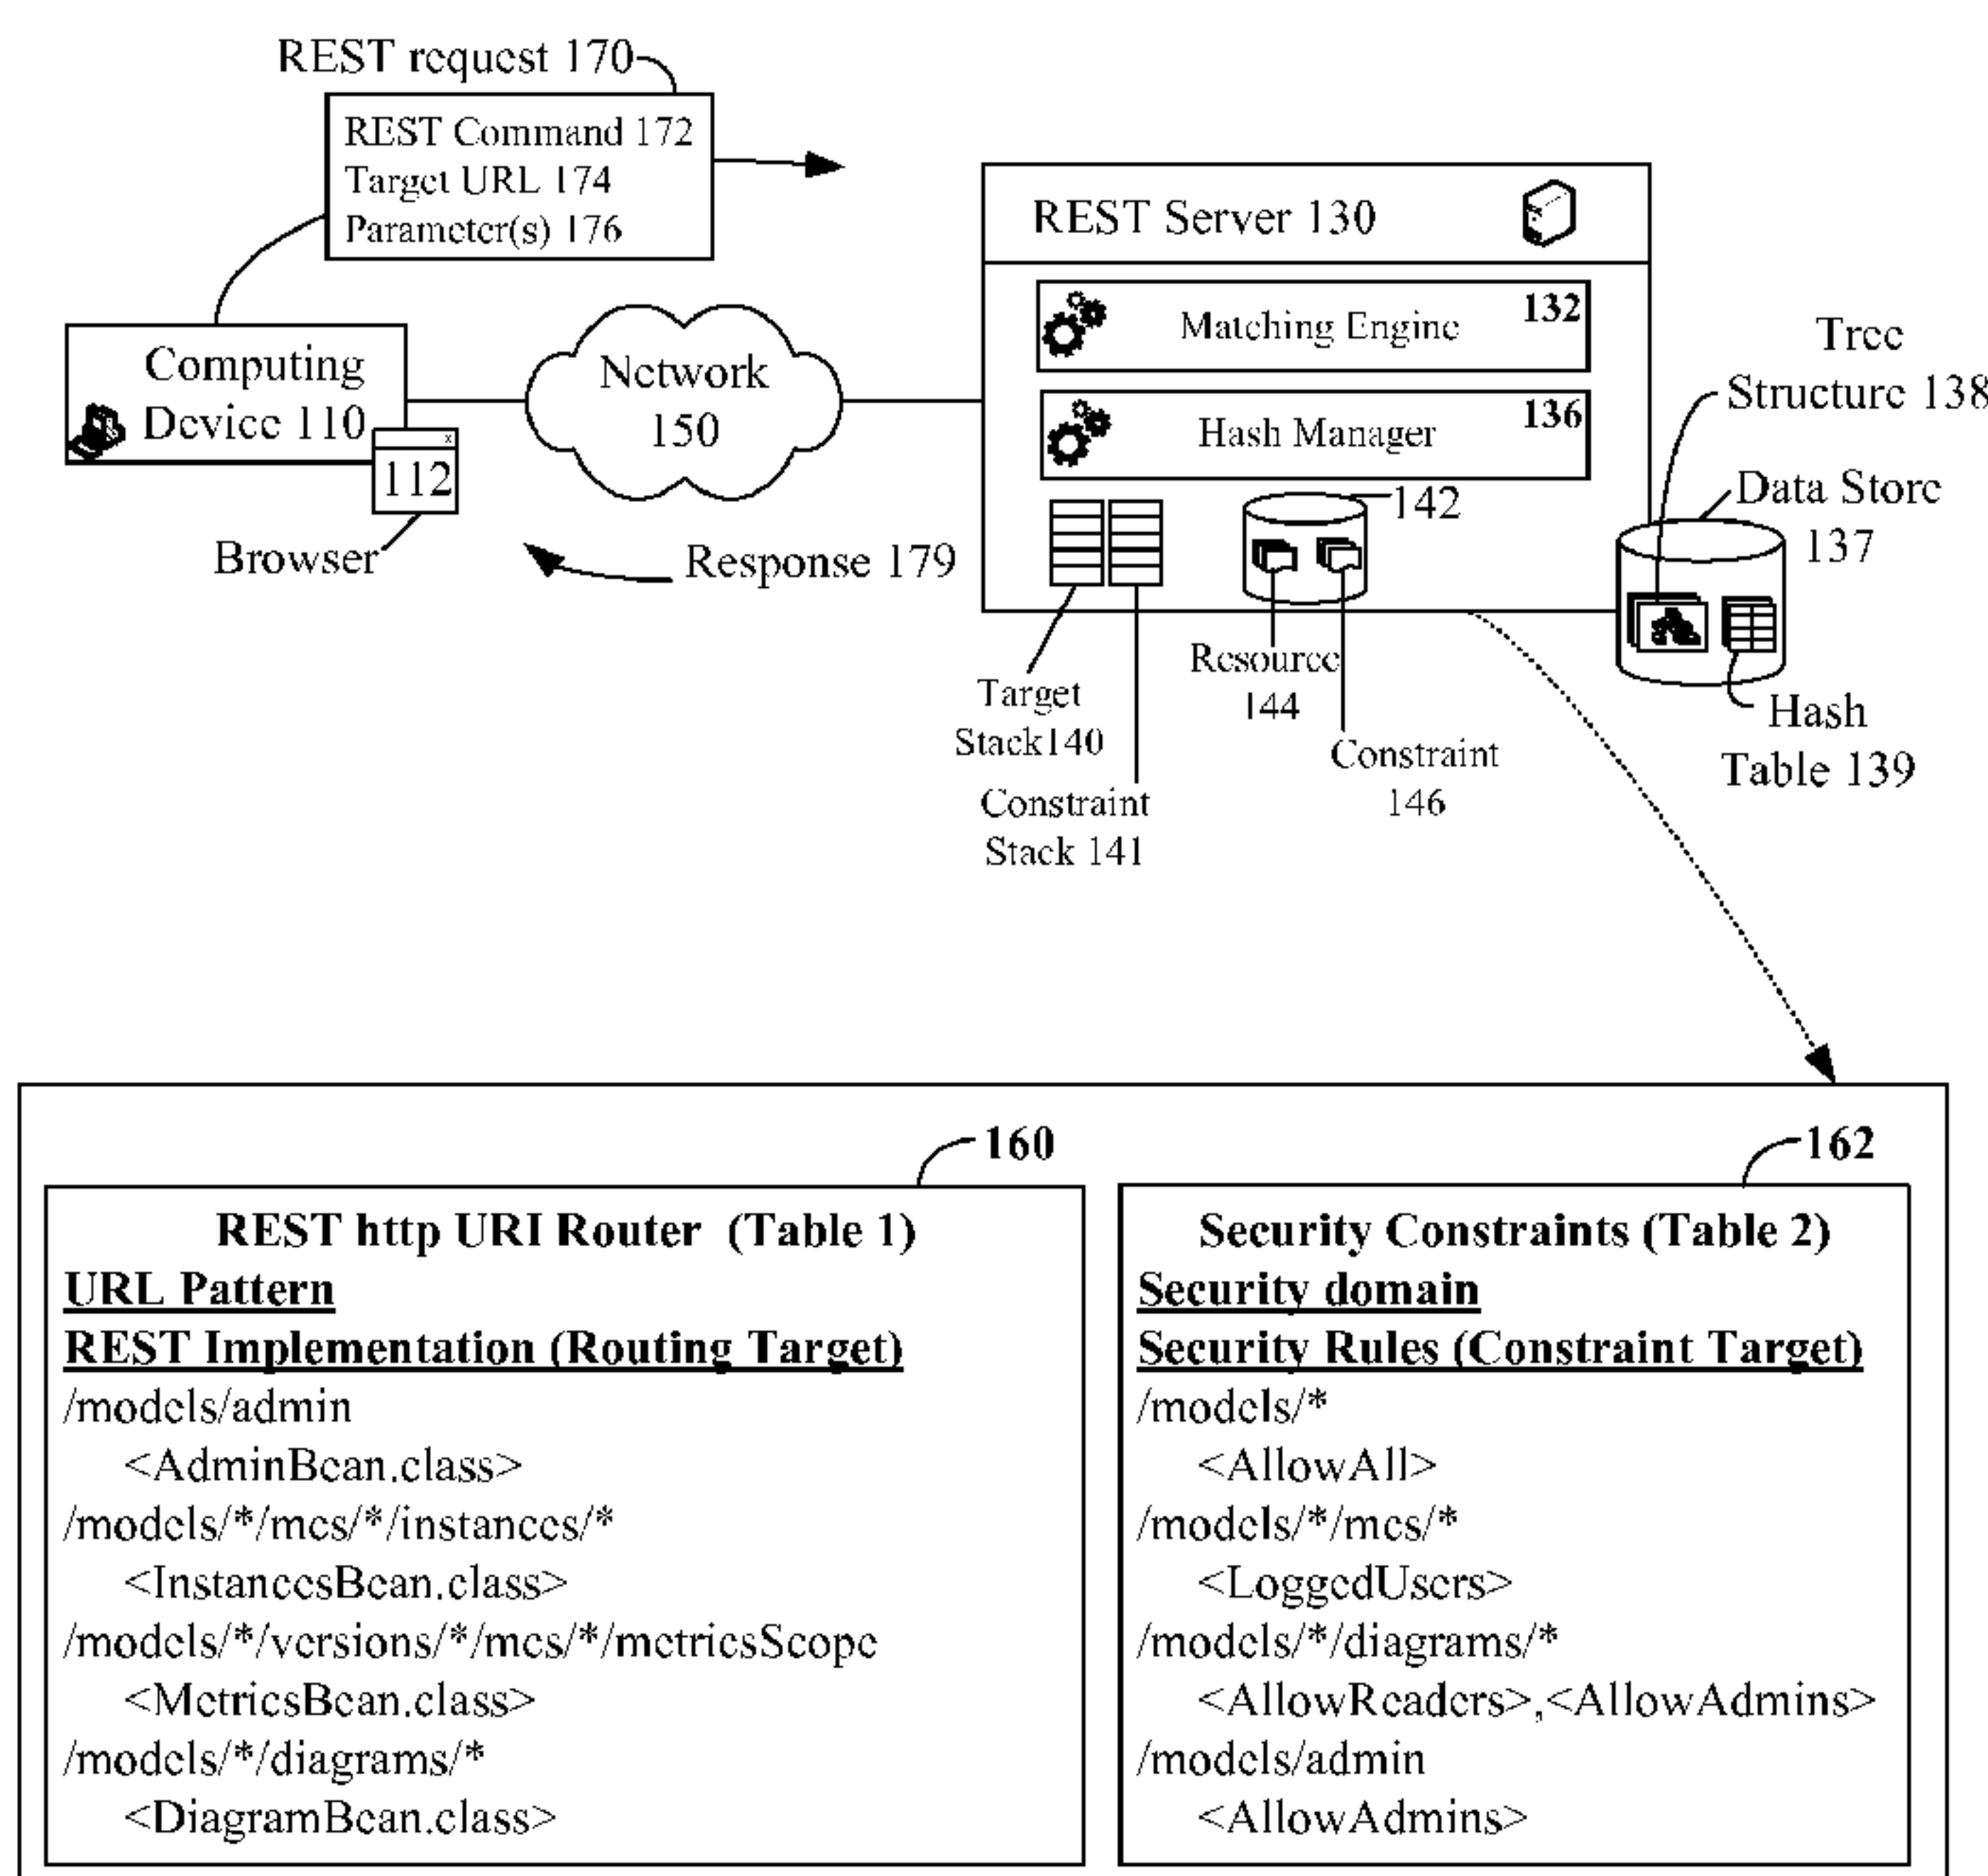 REST request 170
REST Command 172
Target URL 174
Parameter(s) 176
REST Server 130
Matching Engine
132
Hash Manager
136
Computing
Device 110
112
Browser
Network
150
Response 179
Tree
Structure 138
Data Store
137
142
Resource
144
Target
Stack140
Constraint
146
Constraint
Stack 141
Hash
Table 139
160
REST http URI Router (Table 1)
URL Pattern
REST Implementation (Routing Target)
/models/admin
<AdminBean.class>
/models/*/mes/*/instances/*
<InstancesBean.class>
/models/*/versions/*/mes/*/metricsScope
<MetricsBean.class>
/models/*/diagrams/*
<DiagramBean.class>
162
Security Constraints (Table 2)
Security domain
Security Rules (Constraint Target)
/models/*
<AllowAll>
/models/*/mes/*
<LoggedUsers>
/models/*/diagrams/*
<AllowReaders>,<AllowAdmins>
/models/admin
<AllowAdmins>